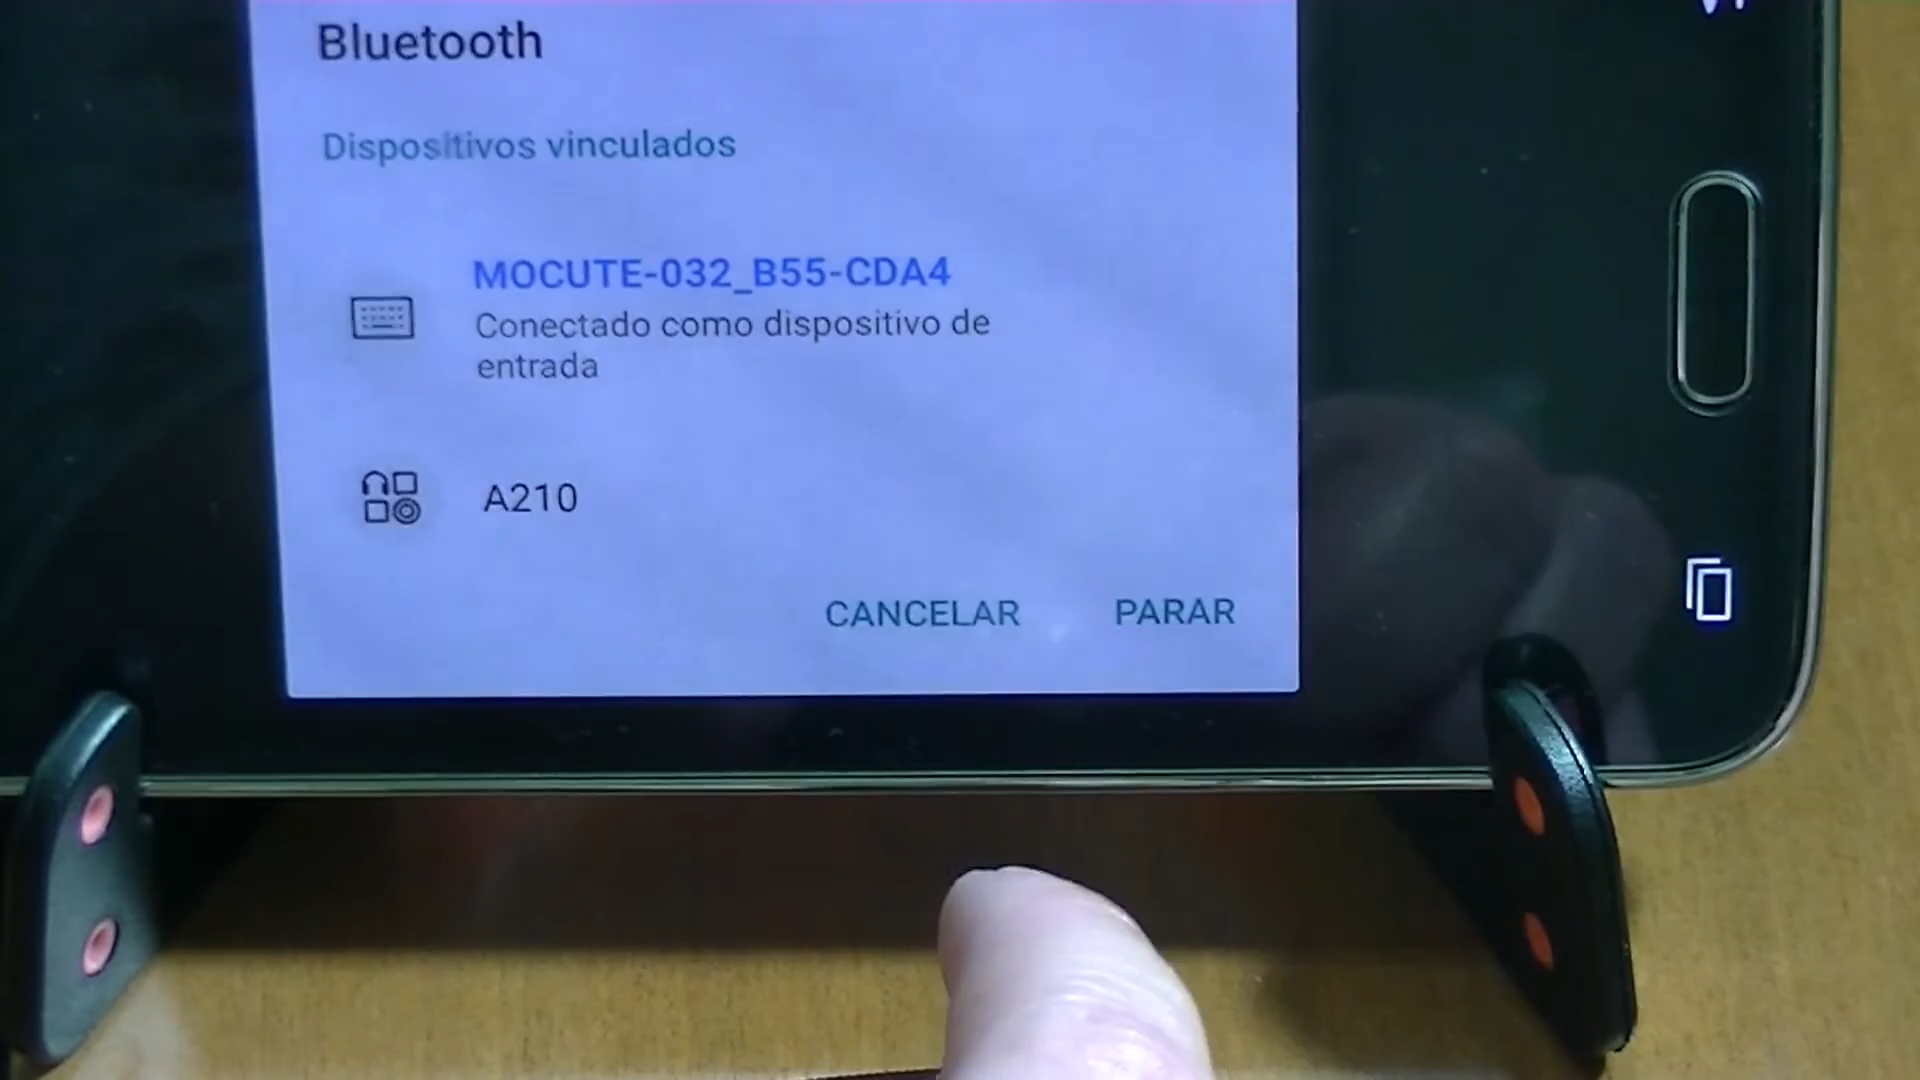 Bluetooth
Dispositivos vinculados
MOCUTE-032_B55-CDA4
Conectado como dispositivo de
entrada
A210
CANCELAR PARAR